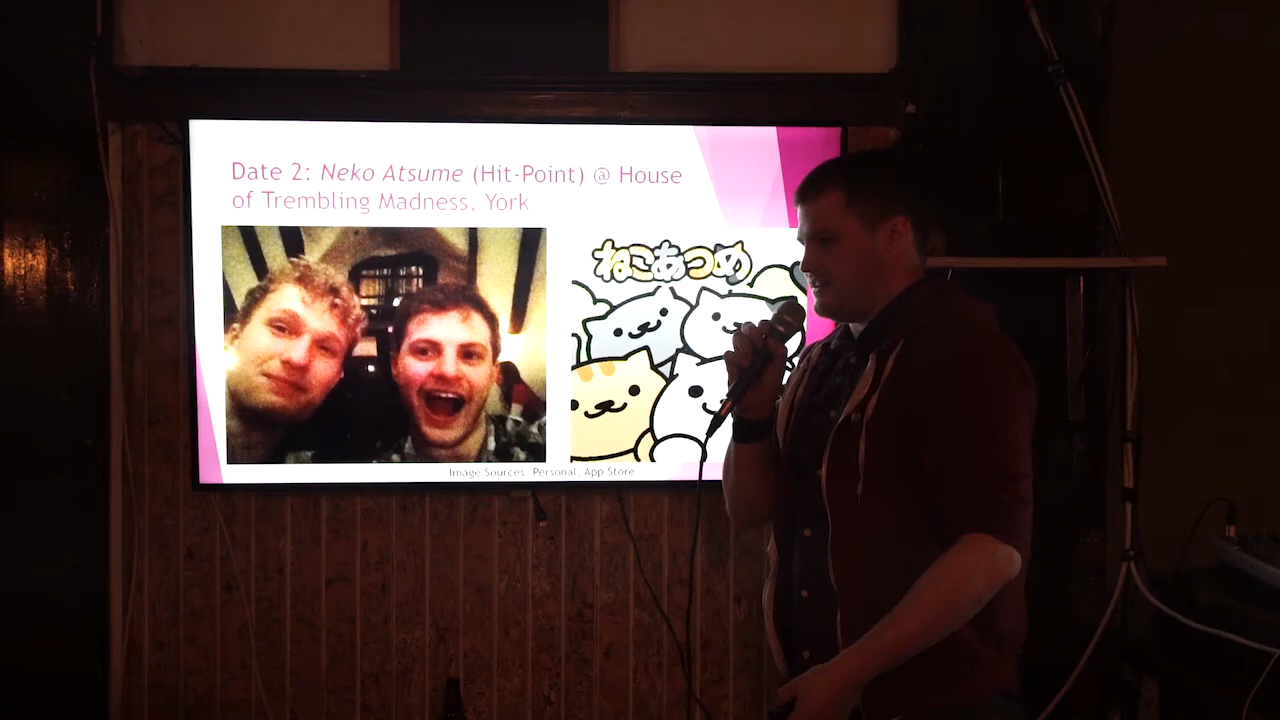 Date 2: Neko Atsume (Hit-Point) @ House
of Trembling Madness, York
ねこあつめ
Image Sources: Personal, App Store